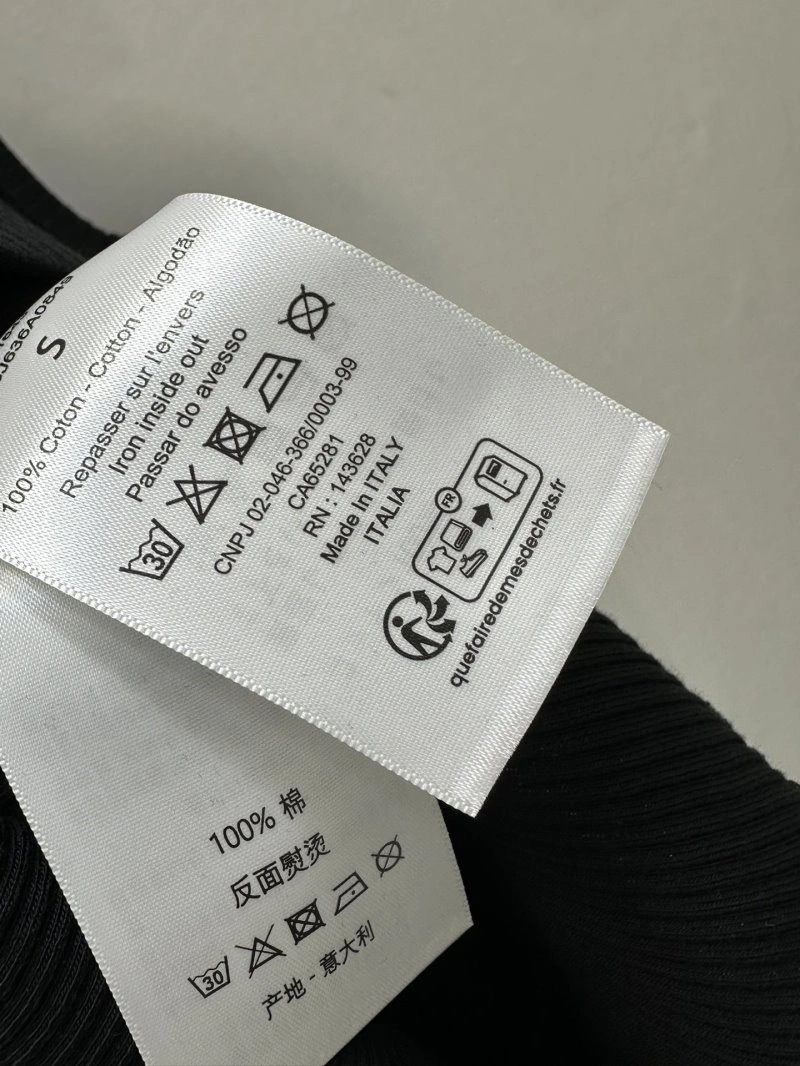 J636A0849
S
100% Coton - Cotton - Algodão
Repasser sur l'envers
Iron inside out
Passar do avesso
30
CNPJ 02-046-366/0003-99
CA65281
RN : 143628
Made In ITALY
ITALIA
FR
quefairedemesdechets.fr
100% 棉
反面熨烫
30
产地 - 意大利